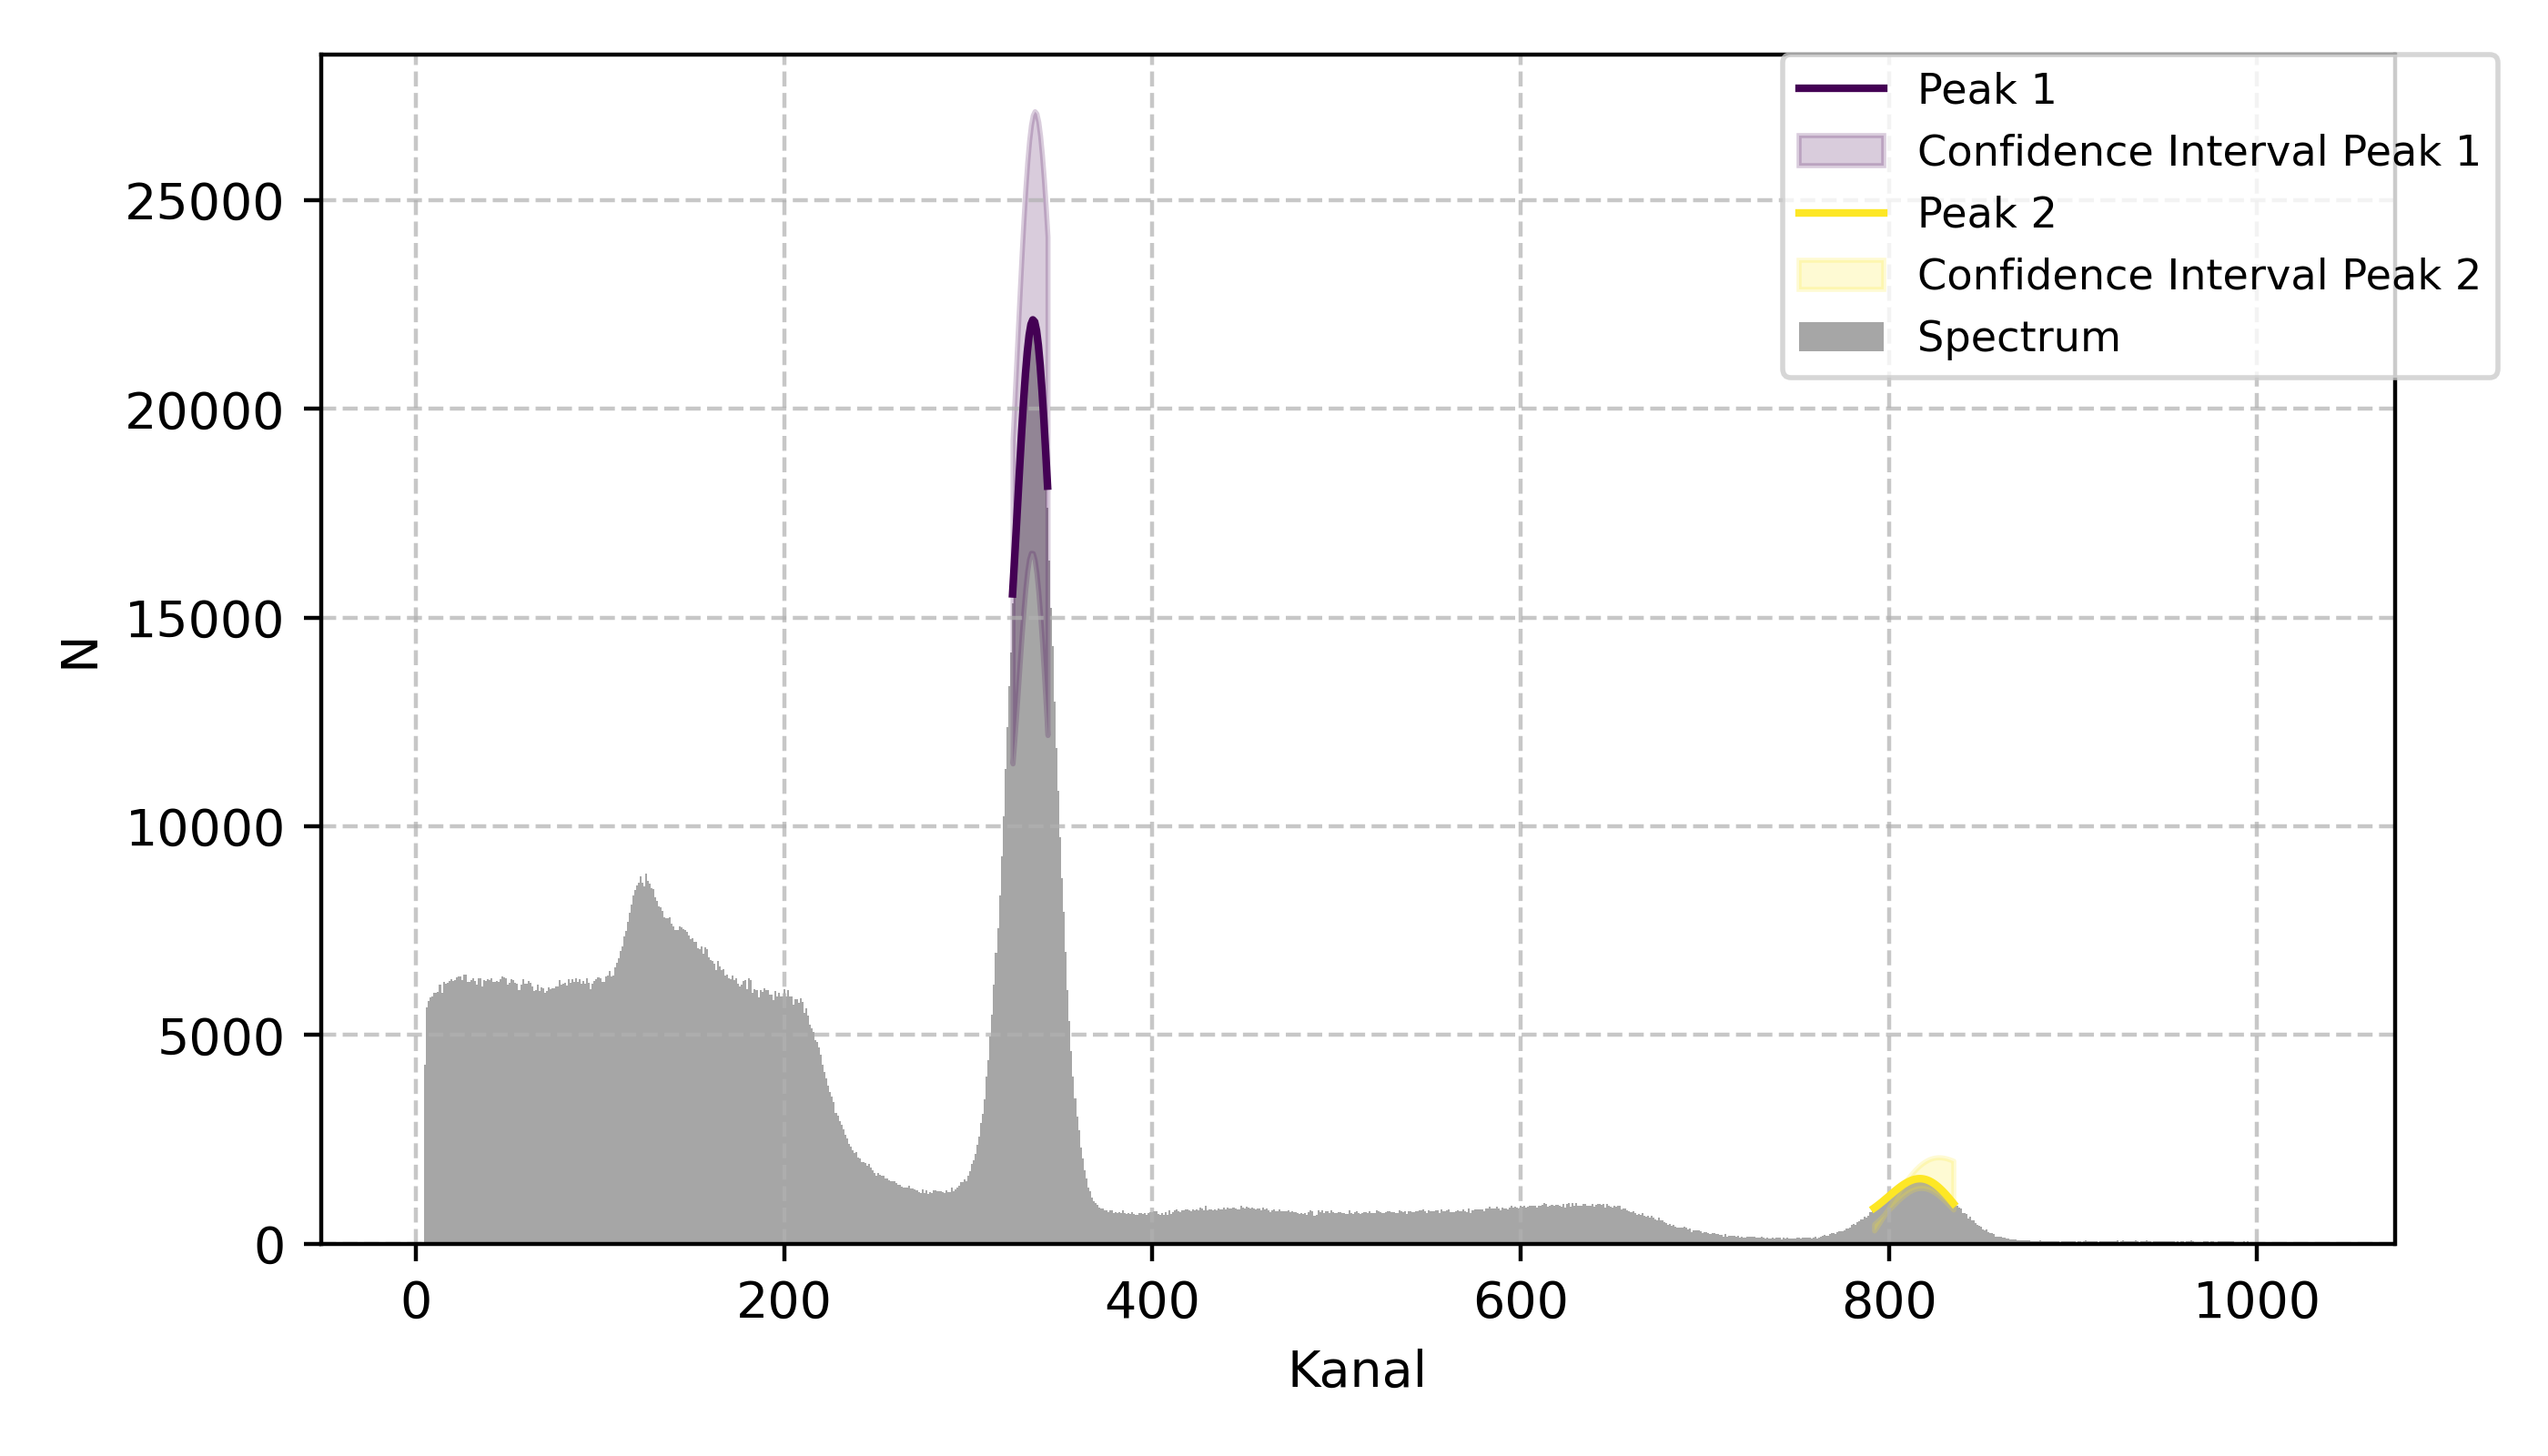 Peak 1
Confidence Interval Peak 1
Peak 2
Confidence Interval Peak 2
Spectrum
25000
20000
15000
10000
5000
0
N
0 200 400 600 800 1000
Kanal